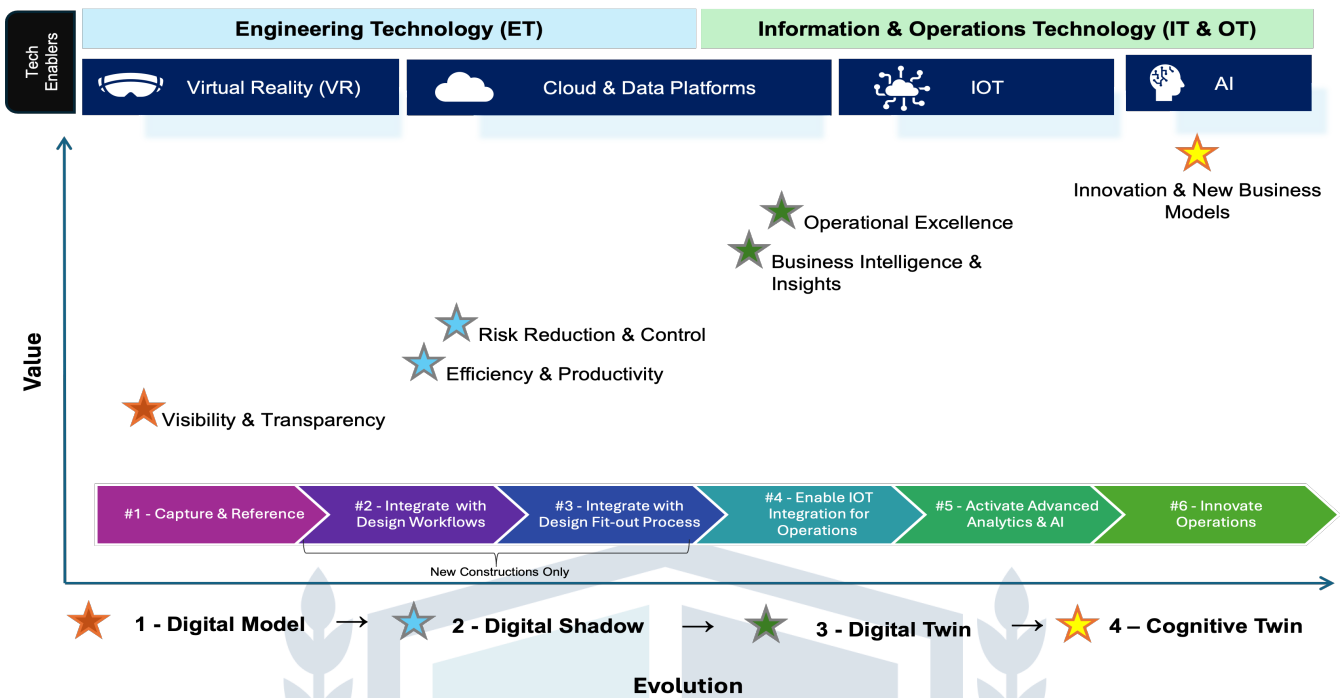 Tech
Enablers
Engineering Technology (ET)
Information & Operations Technology (IT & OT)
Virtual Reality (VR)
Cloud & Data Platforms
IOT
AI
Innovation & New Business
Models
Operational Excellence
Business Intelligence &
Insights
Risk Reduction & Control
Efficiency & Productivity
Visibility & Transparency
Value
#1 - Capture & Reference
#2 - Integrate with
Design Workflows
#3 - Integrate with
Design Fit-out Process
#4 - Enable IOT
Integration for
Operations
#5 - Activate Advanced
Analytics & AI
#6 - Innovate
Operations
New Constructions Only
1 - Digital Model
2 - Digital Shadow
3 - Digital Twin
4 – Cognitive Twin
Evolution